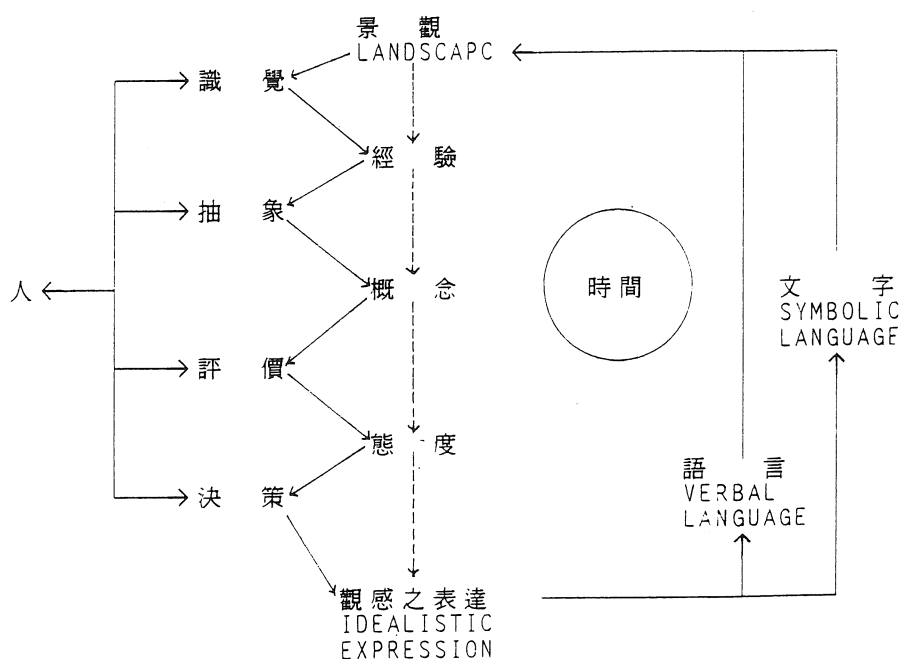 景觀
LANDSCAPC
識覺
經驗
抽象
人
概念
時間
文字
SYMBOLIC
LANGUAGE
評價
態度
語言
VERBAL
LANGUAGE
決策
觀感之表達
IDEALISTIC
EXPRESSION